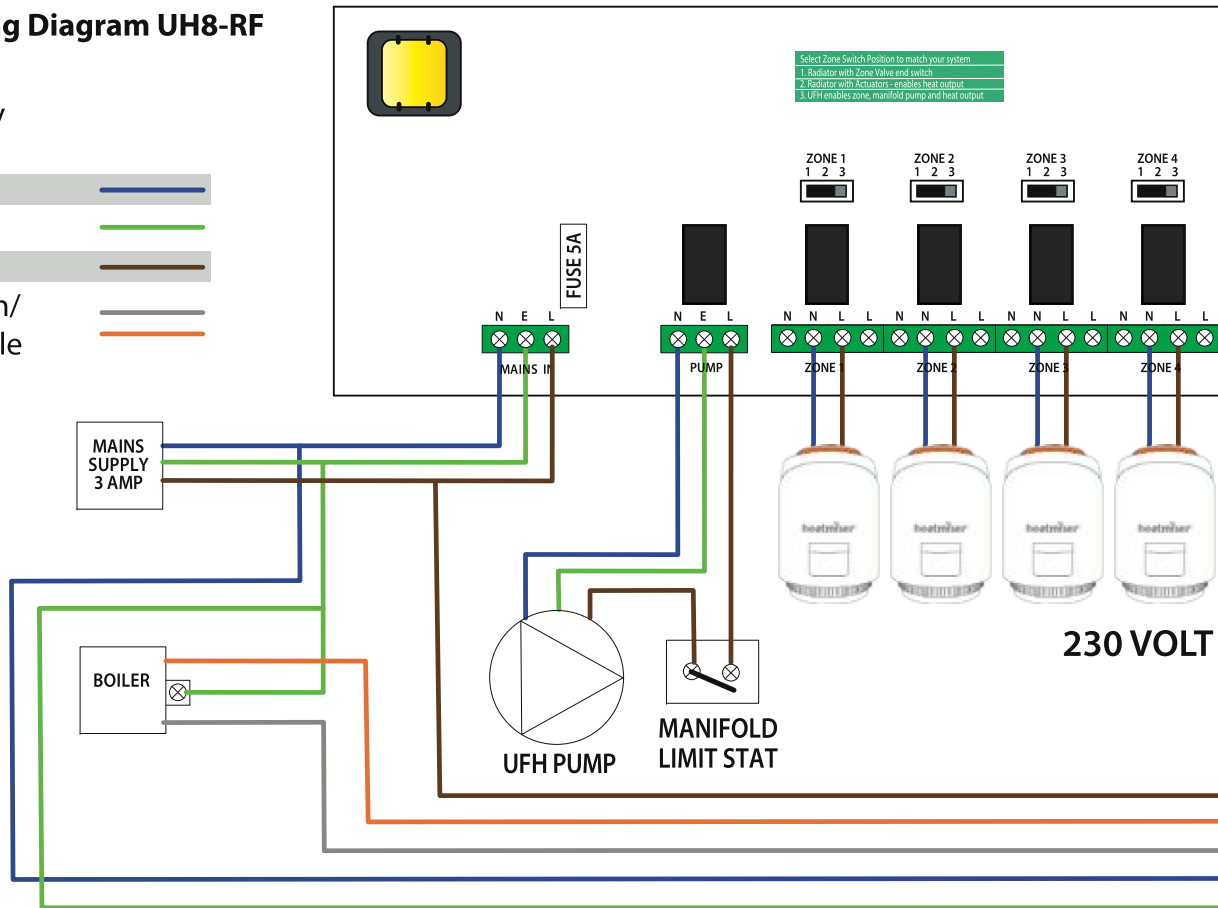 g Diagram UH8-RF
/
n/
le
Select Zone Switch Position to match your system
1. Radiator with Zone Valve end switch
2. Radiator with Actuators - enables heat output
3. UFH enables zone, manifold pump and heat output
ZONE 1
1 2 3
ZONE 2
1 2 3
ZONE 3
1 2 3
ZONE 4
1 2 3
FUSE 5A
N E L
MAINS IN
N E L
PUMP
N N L L
ZONE 1
N N L L
ZONE 2
N N L L
ZONE 3
N N L L
ZONE 4
MAINS
SUPPLY
3 AMP
heatmiser
heatmiser
heatmiser
heatmiser
230 VOLT
BOILER
UFH PUMP
MANIFOLD
LIMIT STAT